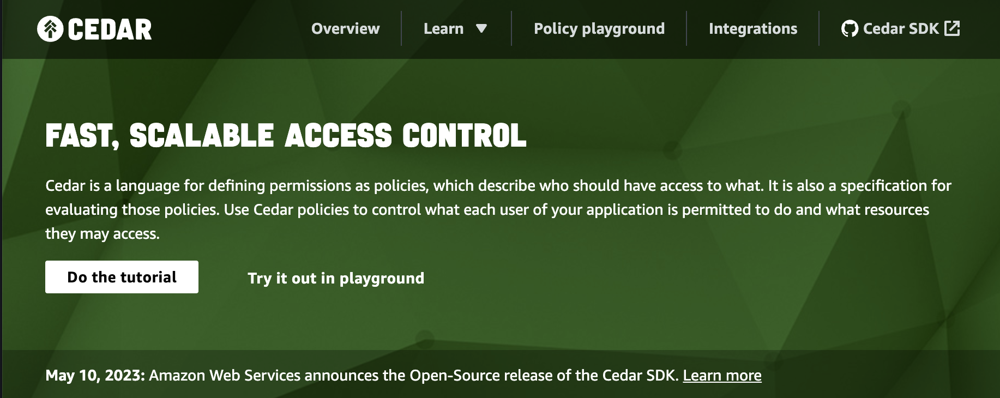 CEDAR
Overview
Learn
Policy playground
Integrations
Cedar SDK
FAST, SCALABLE ACCESS CONTROL
Cedar is a language for defining permissions as policies, which describe who should have access to what. It is also a specification for
evaluating those policies. Use Cedar policies to control what each user of your application is permitted to do and what resources
they may access.
Do the tutorial
Try it out in playground
May 10, 2023: Amazon Web Services announces the Open-Source release of the Cedar SDK. Learn more